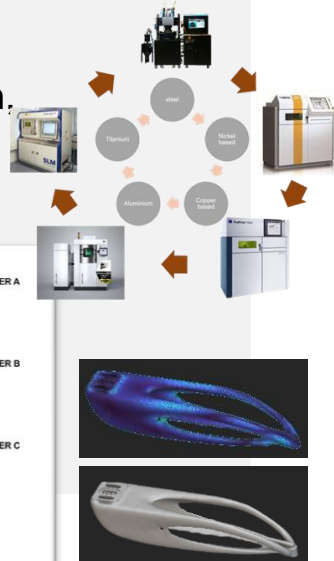 n,
steel
Titanium
Nickel
based
SLM
Aluminium
Copper
based
ER A
ER B
ER C